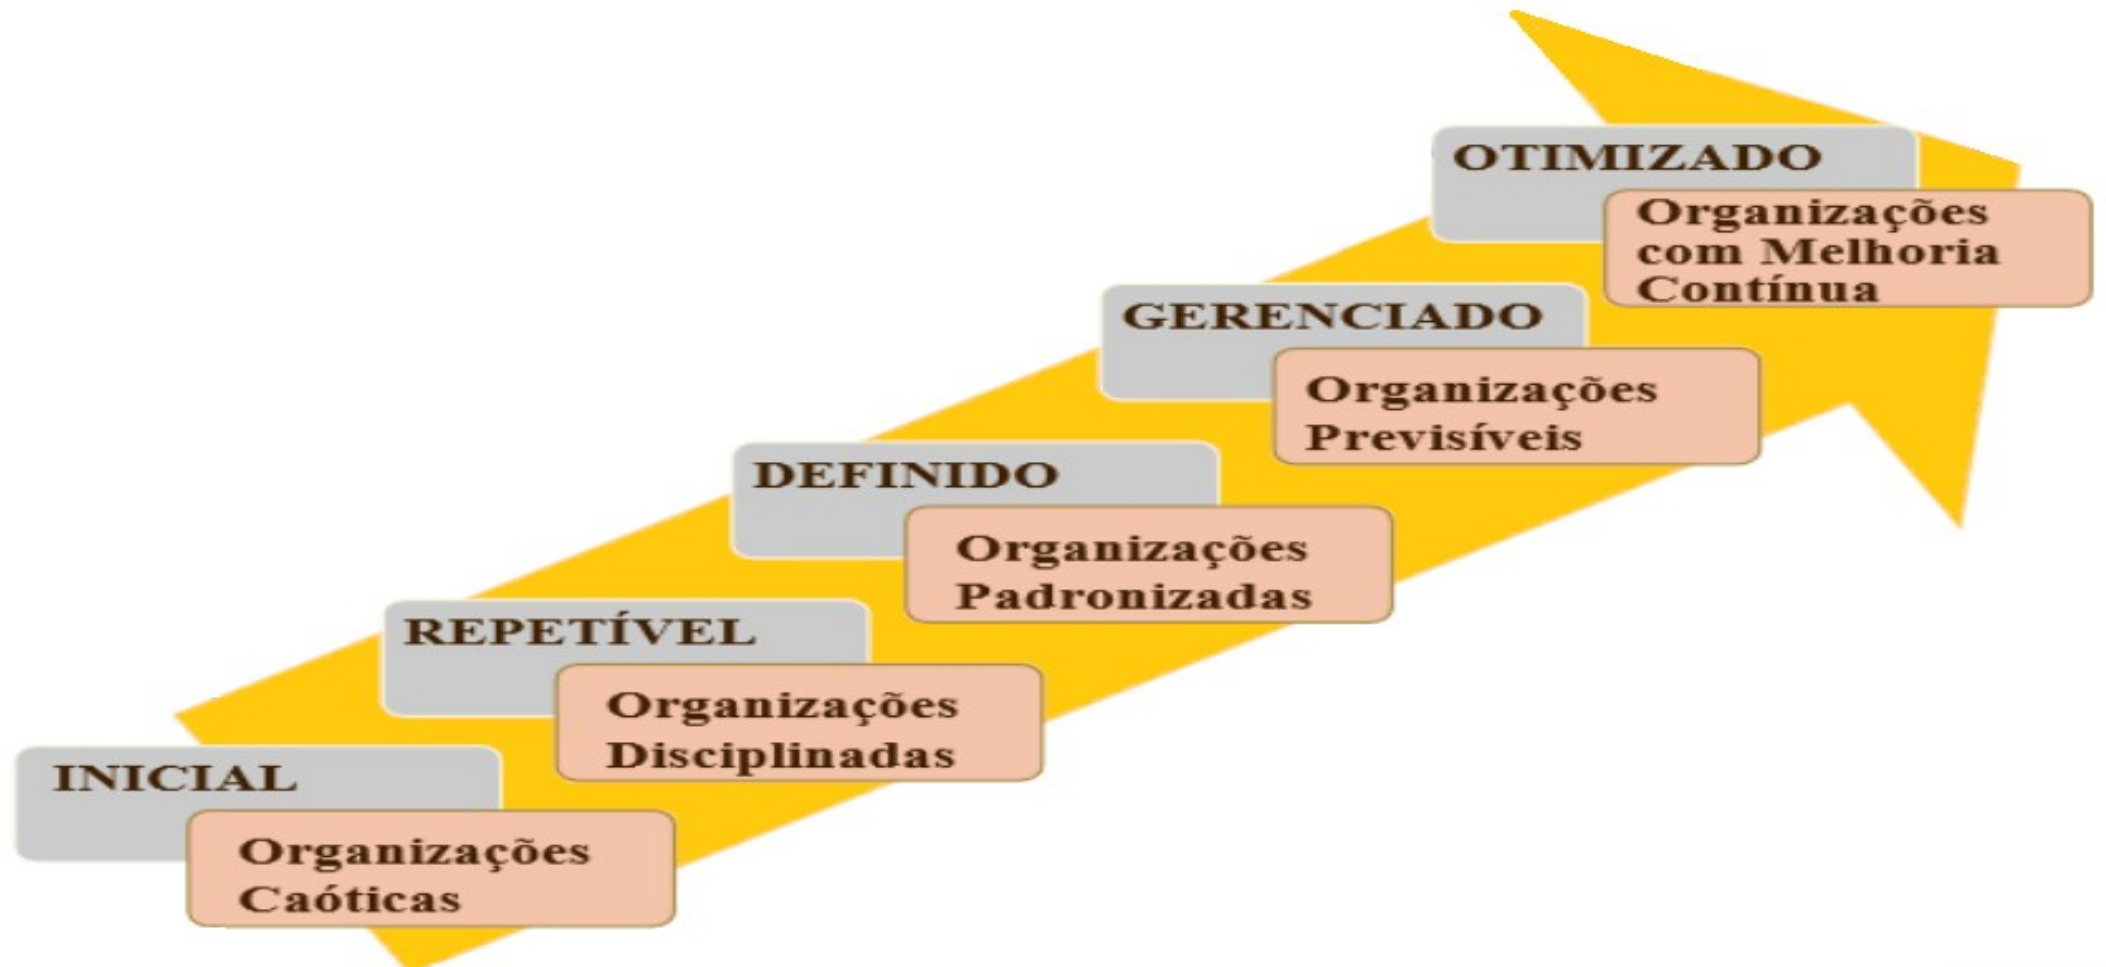 OTIMIZADO
Organizações
com Melhoria
Contínua
GERENCIADO
Organizações
Previsíveis
DEFINIDO
Organizações
Padronizadas
REPETÍVEL
Organizações
Disciplinadas
INICIAL
Organizações
Caóticas